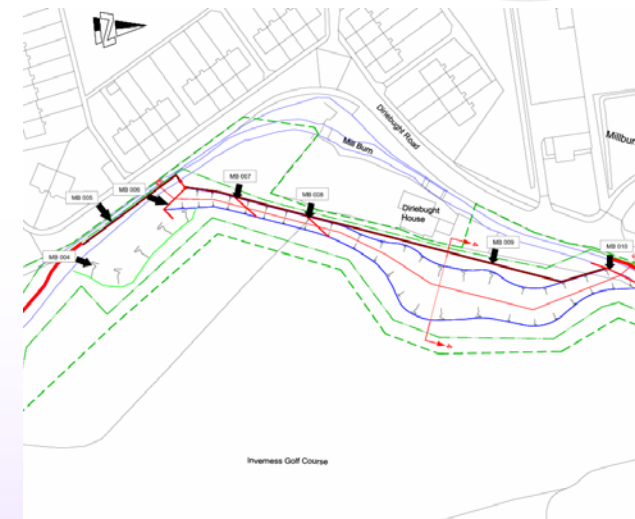 Diriebught Road
Millbur
Mill Burn
MB 007
MB 006
MB 005
MB 008
Diriebught
House
MB 009
MB 010
MB 004
Inverness Golf Course